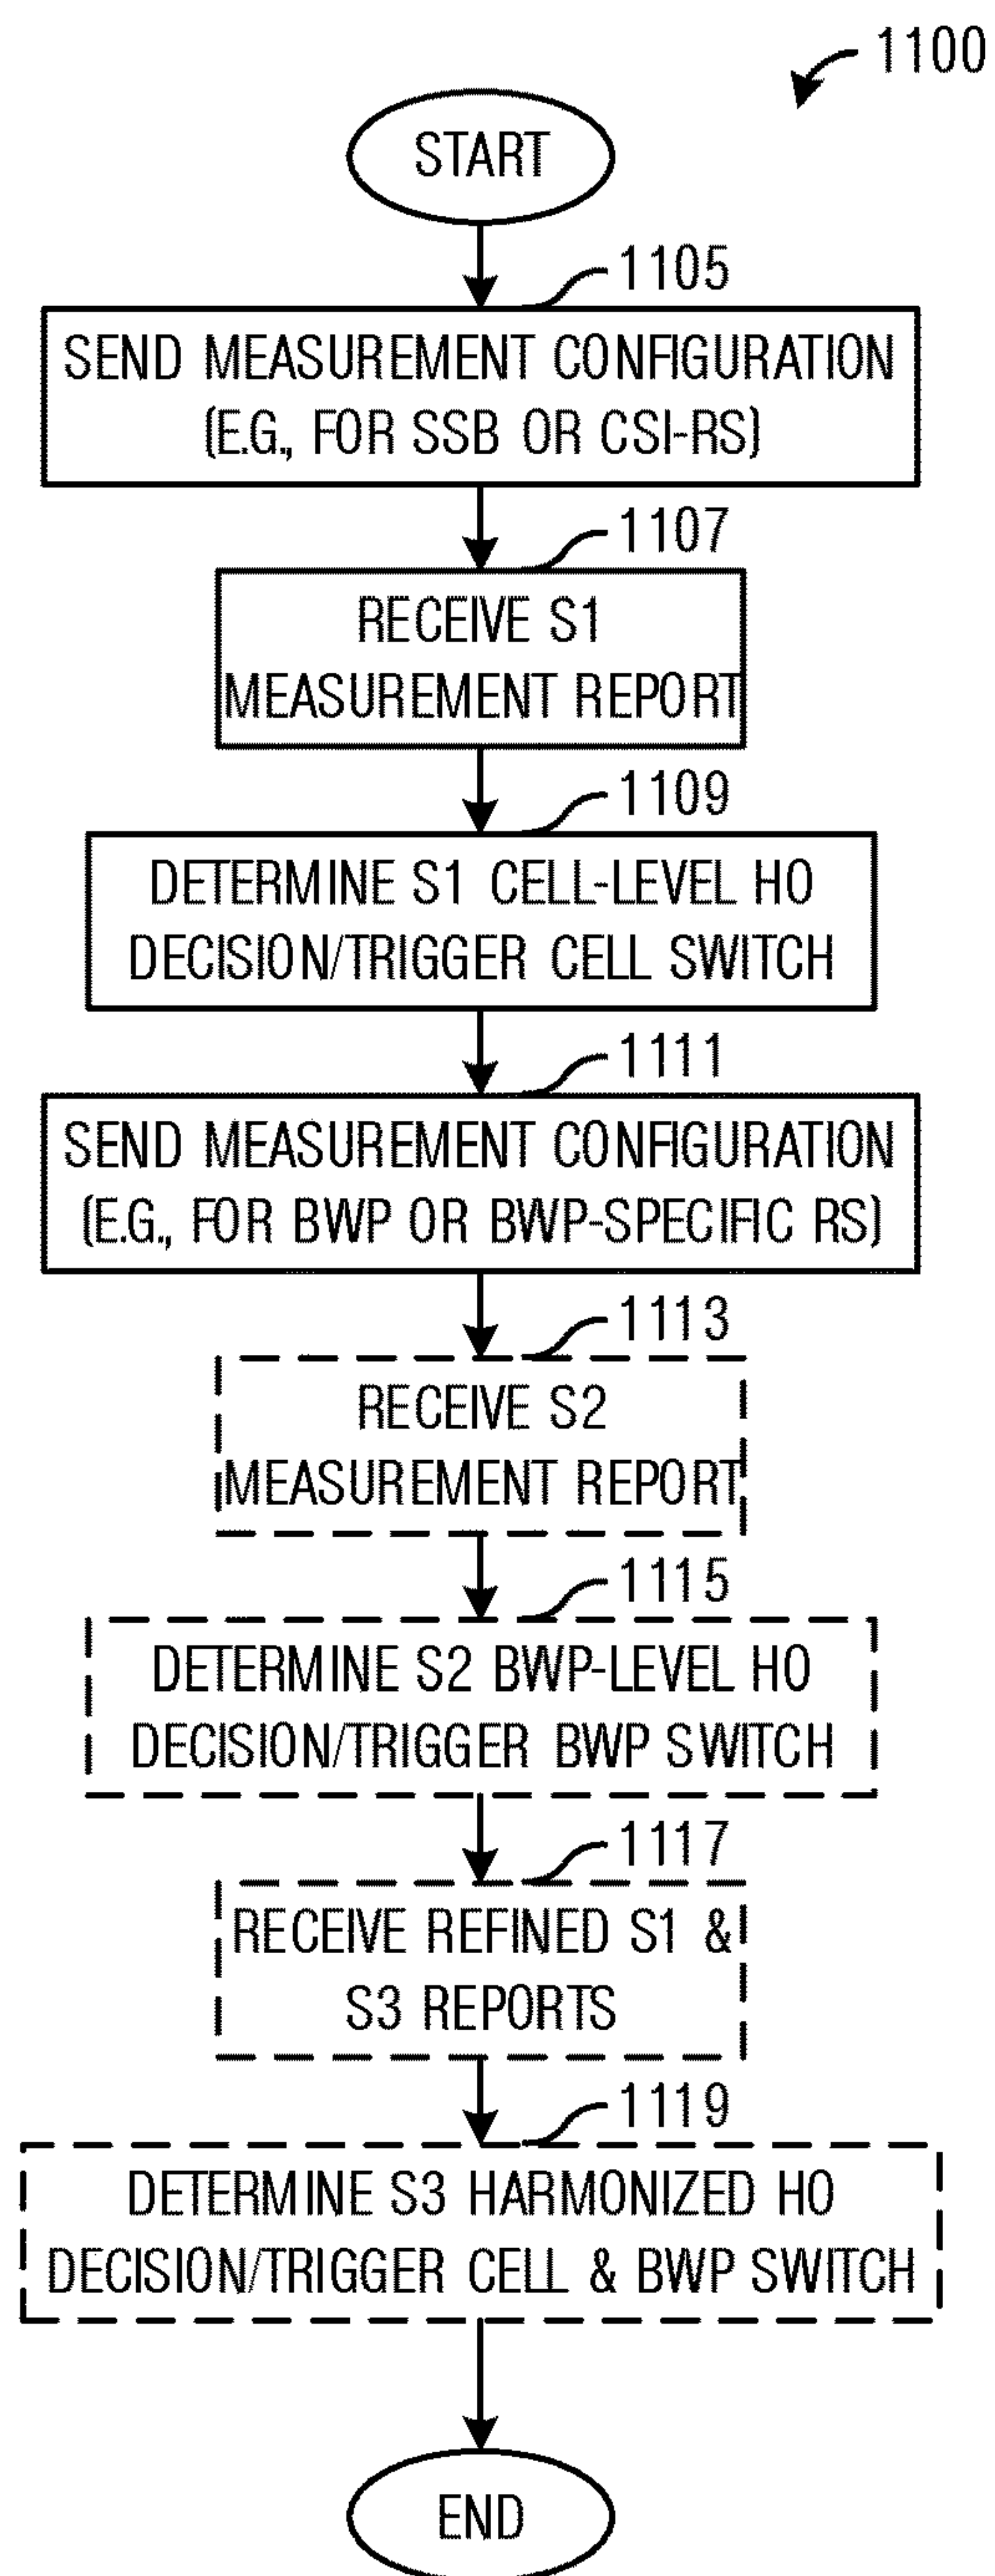 1100
START
1105
SEND MEASUREMENT CONFIGURATION
(E.G., FOR SSB OR CSI-RS)
1107
RECEIVE S1
MEASUREMENT REPORT
1109
DETERMINE S1 CELL-LEVEL HO
DECISION/TRIGGER CELL SWITCH
1111
SEND MEASUREMENT CONFIGURATION
(E.G., FOR BWP OR BWP-SPECIFIC RS)
1113
RECEIVE S2
MEASUREMENT REPORT
1115
DETERMINE S2 BWP-LEVEL HO
DECISION/TRIGGER BWP SWITCH
1117
RECEIVE REFINED S1 &
S3 REPORTS
1119
DETERMINE S3 HARMONIZED HO
DECISION/TRIGGER CELL & BWP SWITCH
END